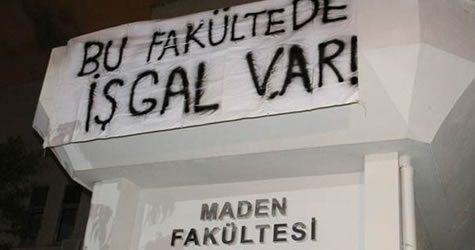 BU FAKÜLTEDE
İŞGAL VAR!
MADEN
FAKÜLTESİ